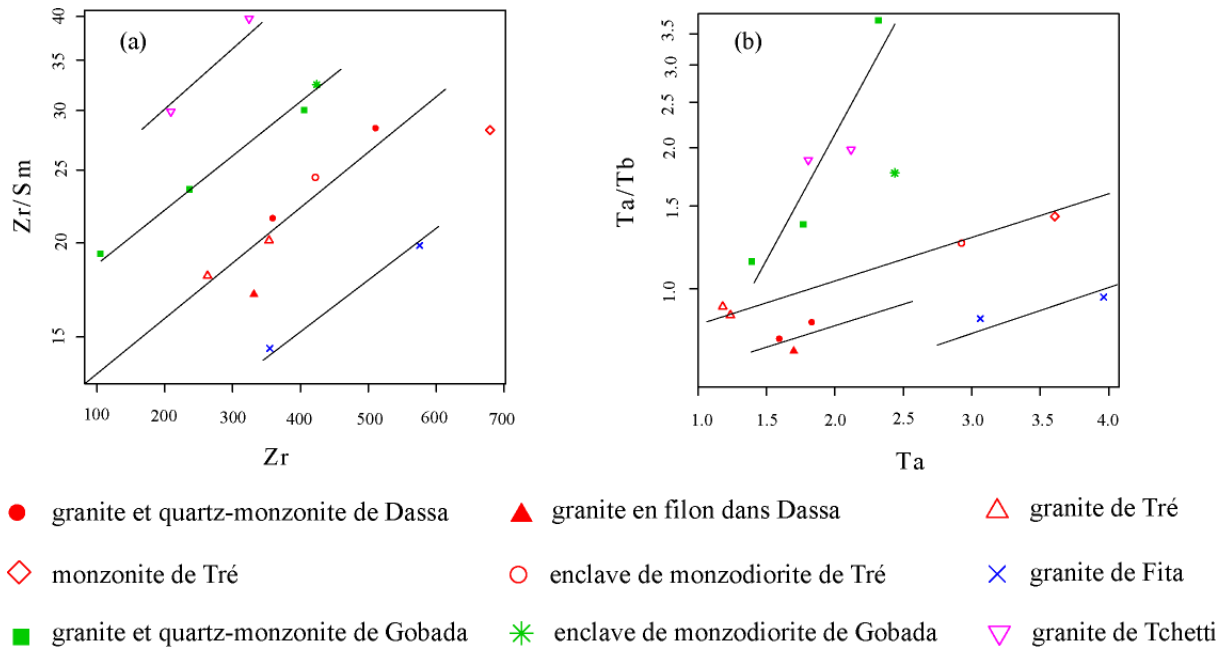 (a)
40
35
30
25
20
15
Zr/Sm
100 200 300 400 500 600 700
Zr
(b)
3.5
3.0
2.5
2.0
1.5
1.0
Ta/Tb
1.0 1.5 2.0 2.5 3.0 3.5 4.0
Ta
granite et quartz-monzonite de Dassa
granite en filon dans Dassa
granite de Tré
monzonite de Tré
enclave de monzodiorite de Tré
granite de Fita
granite et quartz-monzonite de Gobada
enclave de monzodiorite de Gobada
granite de Tchetti